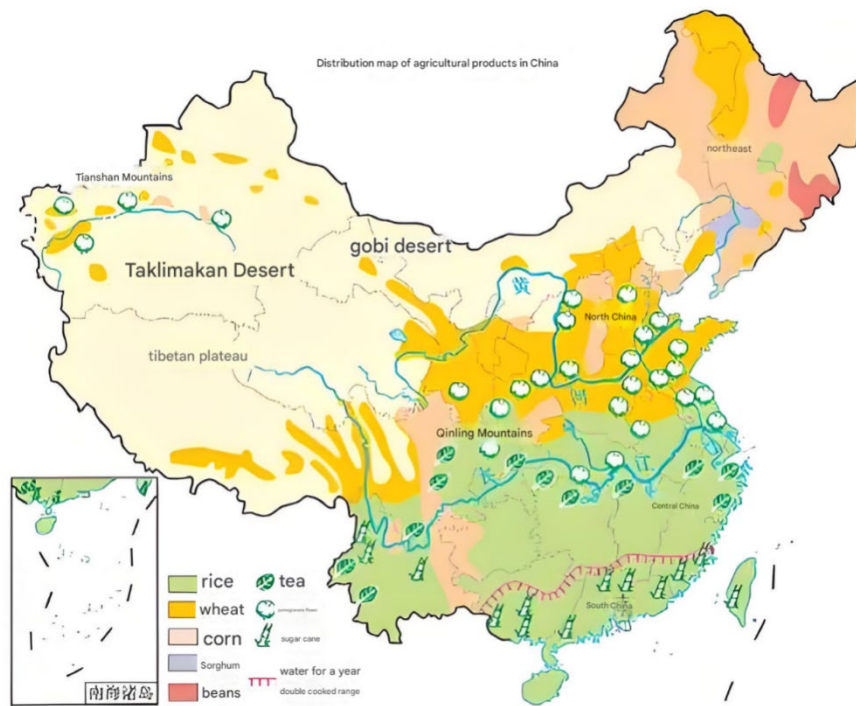 Distribution map of agricultural products in China
northeast
Tianshan Mountains
gobi desert
Taklimakan Desert
黄
North China
tibetan plateau
河
Qinling Mountains
长
江
Central China
South China
rice
tea
wheat
corn
sugar cane
Sorghum
water for a year
beans
double cooked range
南海诸岛